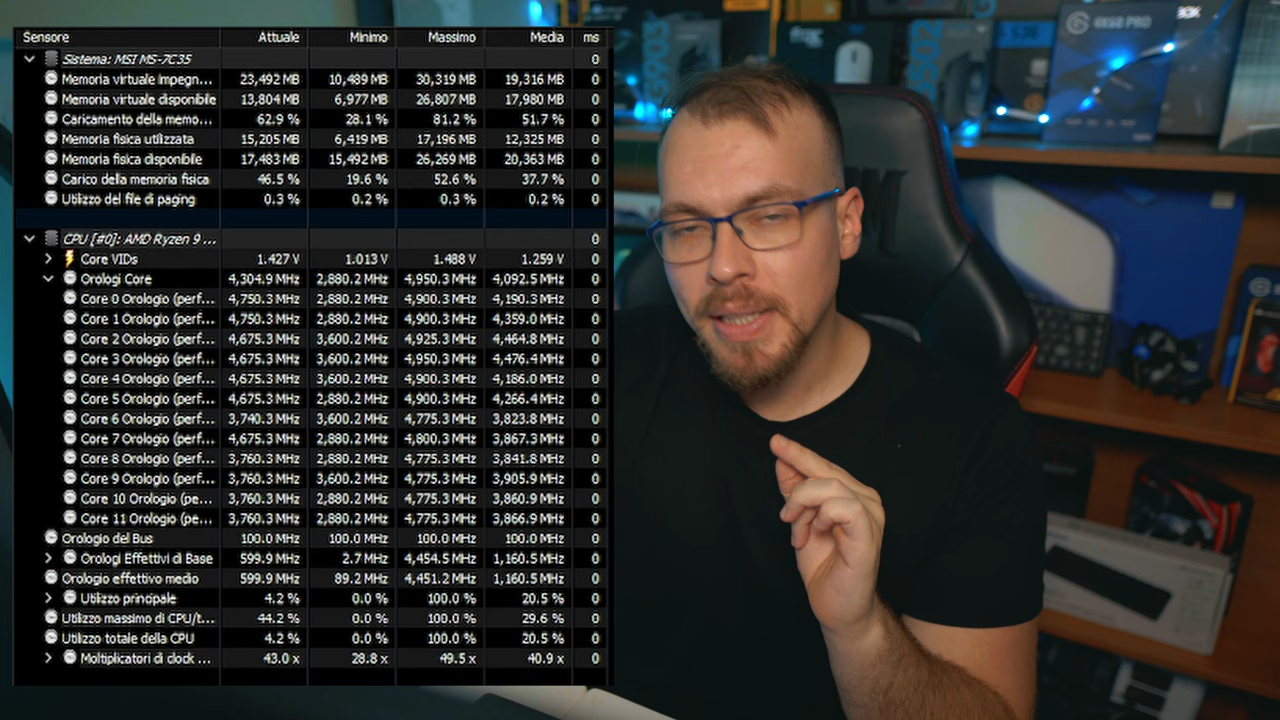 Sensore Attuale Minimo Massimo Media ms
Sistema: MSI MS-7C35 0
Memoria virtuale impegn... 23,492 MB 10,489 MB 30,319 MB 19,316 MB 0
Memoria virtuale disponibile 13,804 MB 6,977 MB 26,807 MB 17,980 MB 0
Caricamento della memo... 62.9 % 28.1 % 81.2 % 51.7 % 0
Memoria fisica utilizzata 15,205 MB 6,419 MB 17,196 MB 12,325 MB 0
Memoria fisica disponibile 17,483 MB 15,492 MB 26,269 MB 20,363 MB 0
Carico della memoria fisica 46.5 % 19.6 % 52.6 % 37.7 % 0
Utilizzo del file di paging 0.3 % 0.2 % 0.3 % 0.2 % 0
CPU [#0]: AMD Ryzen 9 ... 0
Core VIDs 1.427 V 1.013 V 1.488 V 1.259 V 0
Orologi Core 4,304.9 MHz 2,880.2 MHz 4,950.3 MHz 4,092.5 MHz 0
Core 0 Orologio (perf... 4,750.3 MHz 2,880.2 MHz 4,900.3 MHz 4,190.3 MHz 0
Core 1 Orologio (perf... 4,750.3 MHz 2,880.2 MHz 4,900.3 MHz 4,359.0 MHz 0
Core 2 Orologio (perf... 4,675.3 MHz 3,600.2 MHz 4,925.3 MHz 4,464.8 MHz 0
Core 3 Orologio (perf... 4,675.3 MHz 3,600.2 MHz 4,950.3 MHz 4,476.4 MHz 0
Core 4 Orologio (perf... 4,675.3 MHz 3,600.2 MHz 4,900.3 MHz 4,186.0 MHz 0
Core 5 Orologio (perf... 4,675.3 MHz 2,880.2 MHz 4,900.3 MHz 4,266.4 MHz 0
Core 6 Orologio (perf... 3,740.3 MHz 3,600.2 MHz 4,775.3 MHz 3,823.8 MHz 0
Core 7 Orologio (perf... 4,675.3 MHz 2,880.2 MHz 4,800.3 MHz 3,867.3 MHz 0
Core 8 Orologio (perf... 3,760.3 MHz 2,880.2 MHz 4,775.3 MHz 3,841.8 MHz 0
Core 9 Orologio (perf... 3,760.3 MHz 3,600.2 MHz 4,775.3 MHz 3,905.9 MHz 0
Core 10 Orologio (pe... 3,760.3 MHz 2,880.2 MHz 4,775.3 MHz 3,860.9 MHz 0
Core 11 Orologio (pe... 3,760.3 MHz 2,880.2 MHz 4,775.3 MHz 3,866.9 MHz 0
Orologio del Bus 100.0 MHz 100.0 MHz 100.0 MHz 100.0 MHz 0
Orologi Effettivi di Base 599.9 MHz 2.7 MHz 4,454.5 MHz 1,160.5 MHz 0
Orologio effettivo medio 599.9 MHz 89.2 MHz 4,451.2 MHz 1,160.5 MHz 0
Utilizzo principale 4.2 % 0.0 % 100.0 % 20.5 % 0
Utilizzo massimo di CPU/t... 44.2 % 0.0 % 100.0 % 29.6 % 0
Utilizzo totale della CPU 4.2 % 0.0 % 100.0 % 20.5 % 0
Moltiplicatori di clock ... 43.0 x 28.8 x 49.5 x 40.9 x 0
4K60 PRO
G903
G502